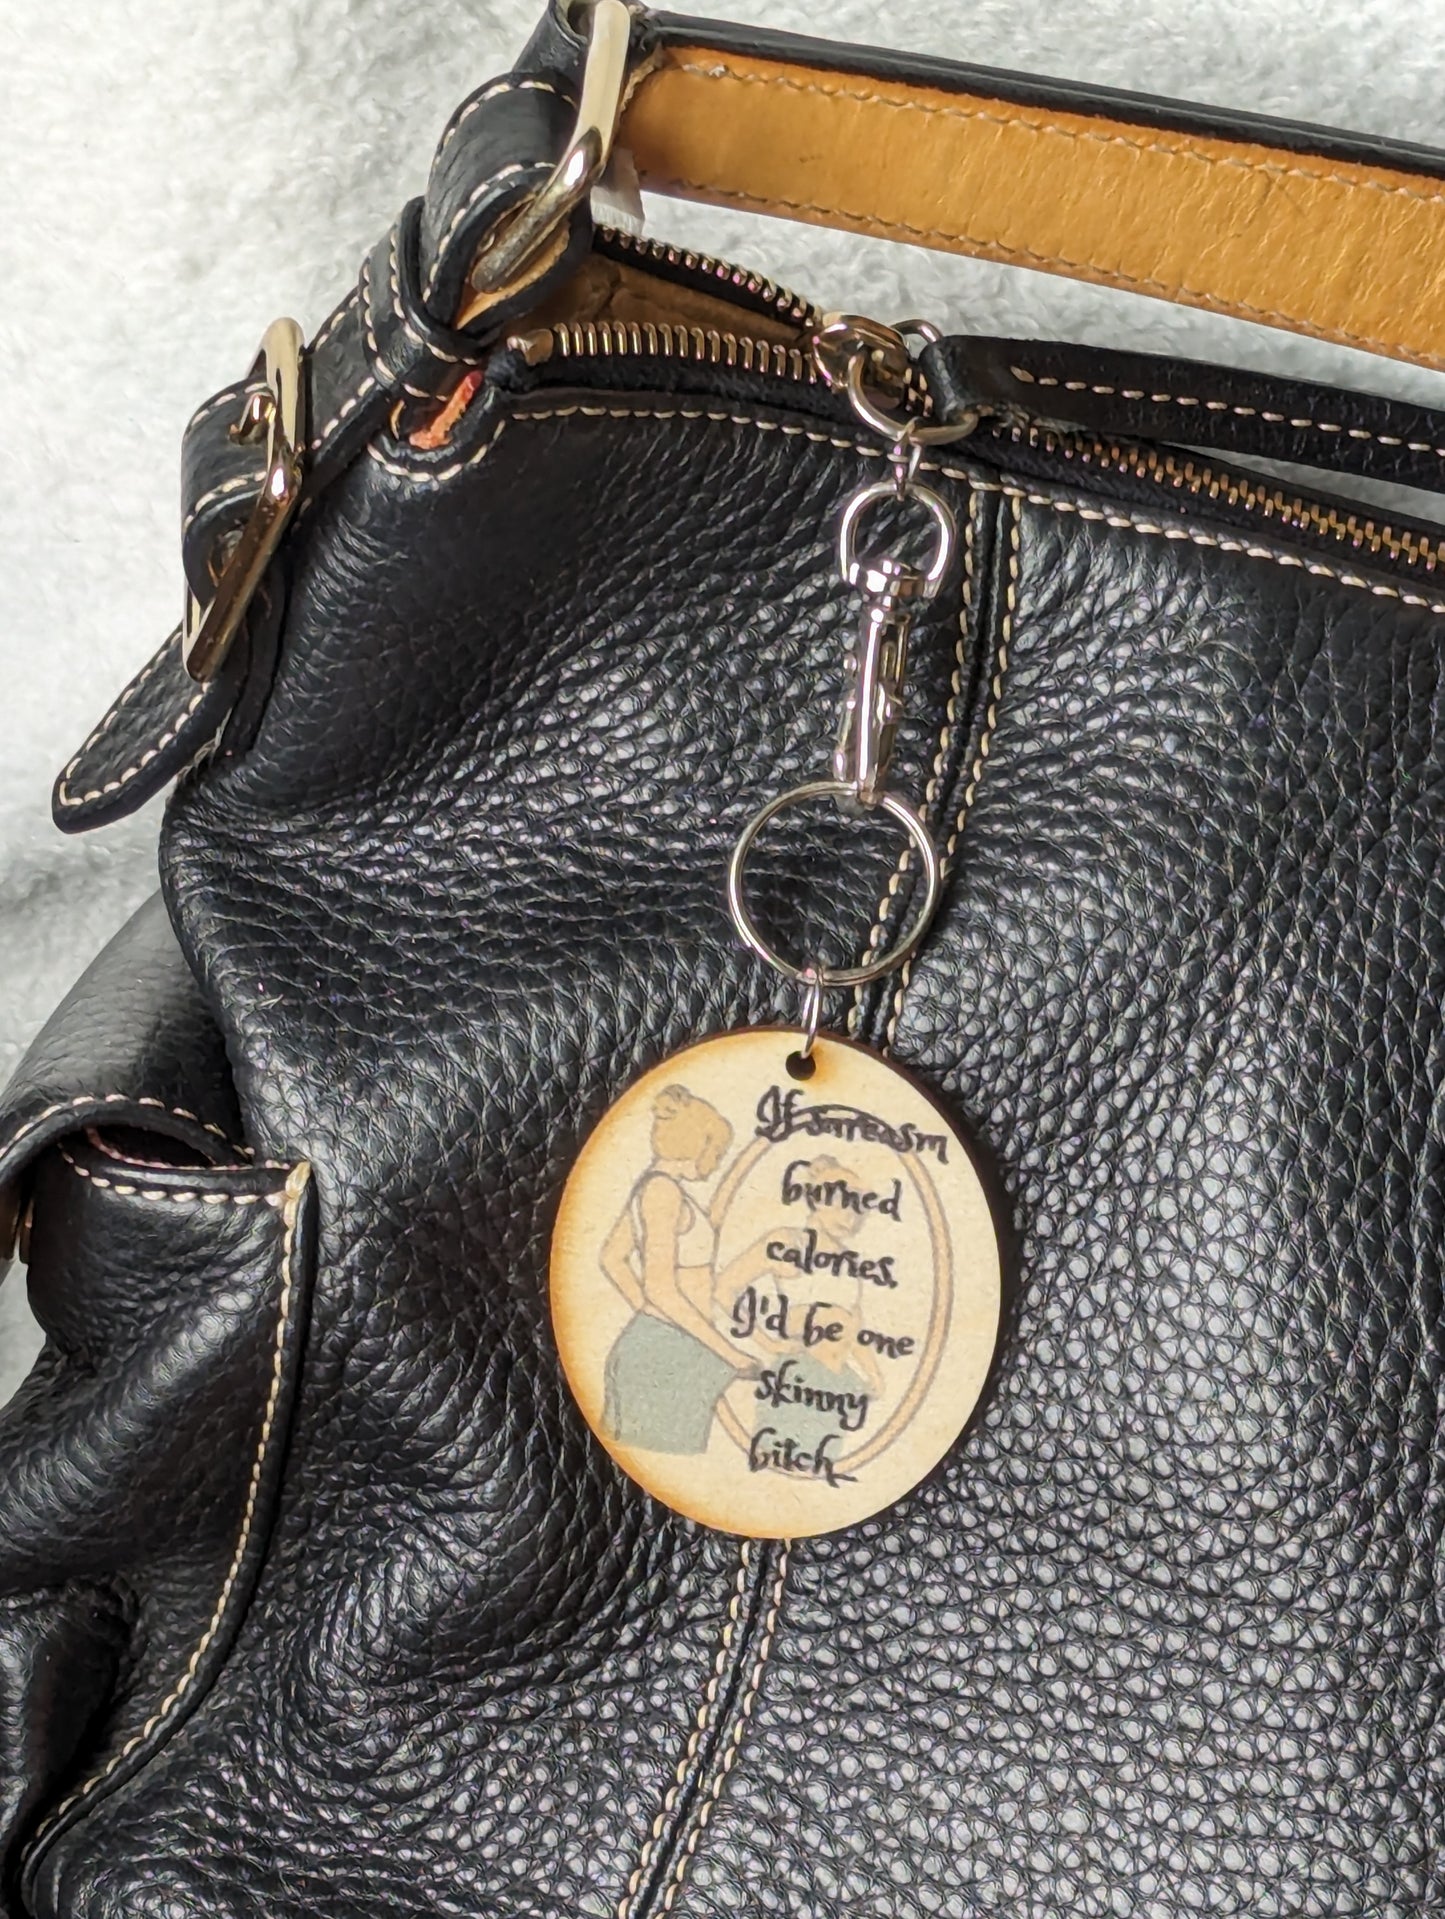 If sarcasm
burned
calories,
I'd be one
skinny
bitch